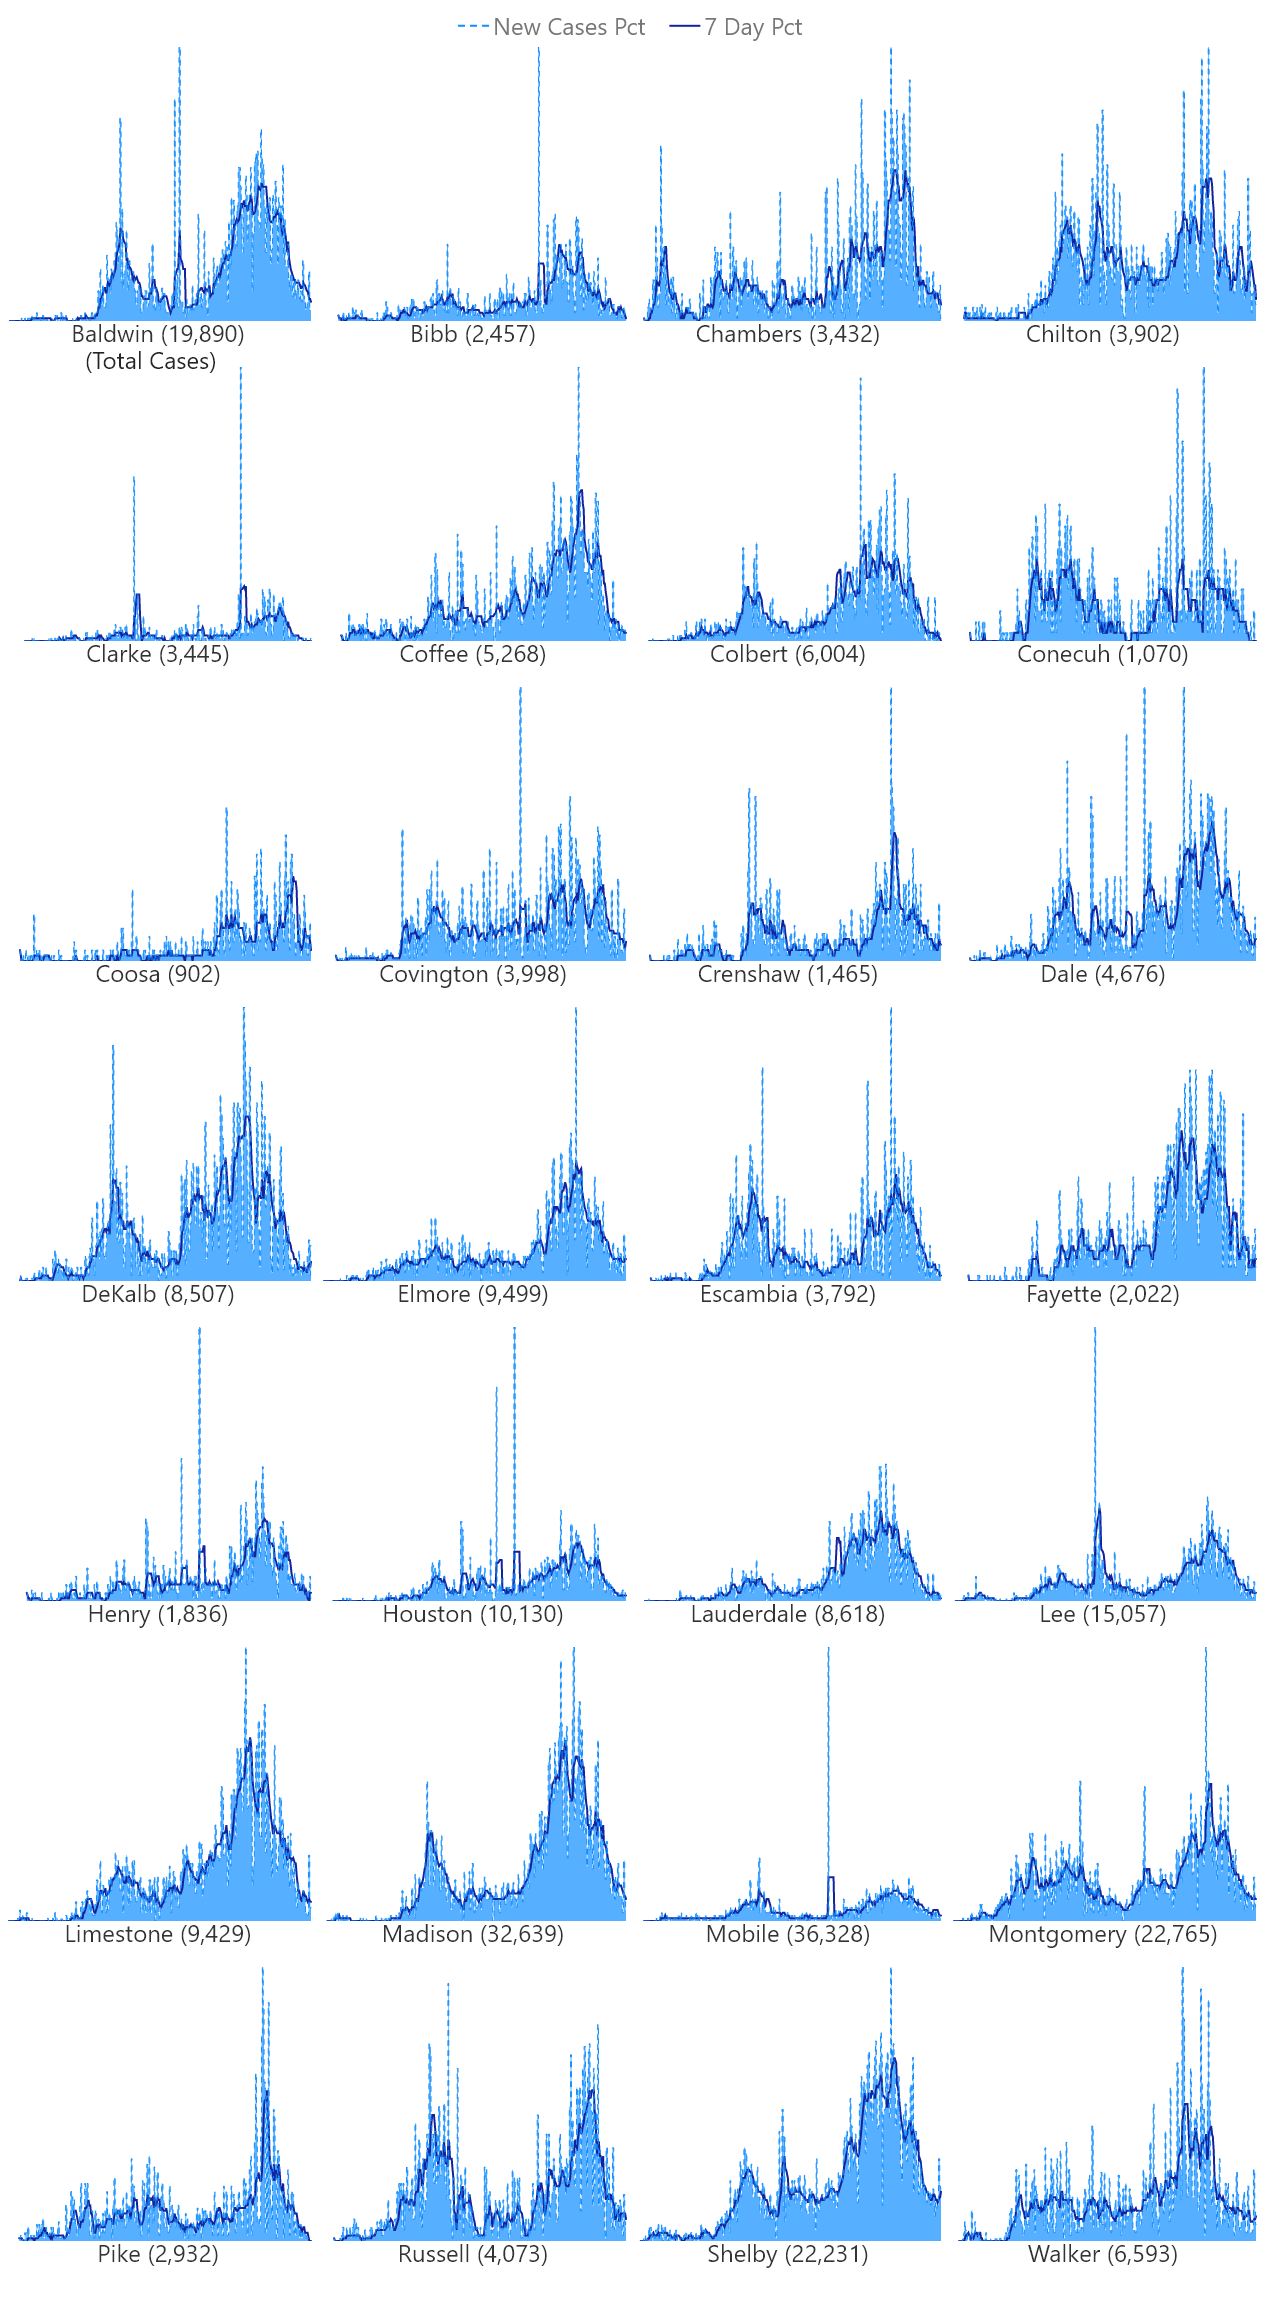 New Cases Pct 7 Day Pct
Baldwin (19,890) Bibb (2,457) Chambers (3,432) Chilton (3,902)
(Total Cases)
Clarke (3,445) Coffee (5,268) Colbert (6,004) Conecuh (1,070)
Coosa (902) Covington (3,998) Crenshaw (1,465) Dale (4,676)
DeKalb (8,507) Elmore (9,499) Escambia (3,792) Fayette (2,022)
Henry (1,836) Houston (10,130) Lauderdale (8,618) Lee (15,057)
Limestone (9,429) Madison (32,639) Mobile (36,328) Montgomery (22,765)
Pike (2,932) Russell (4,073) Shelby (22,231) Walker (6,593)